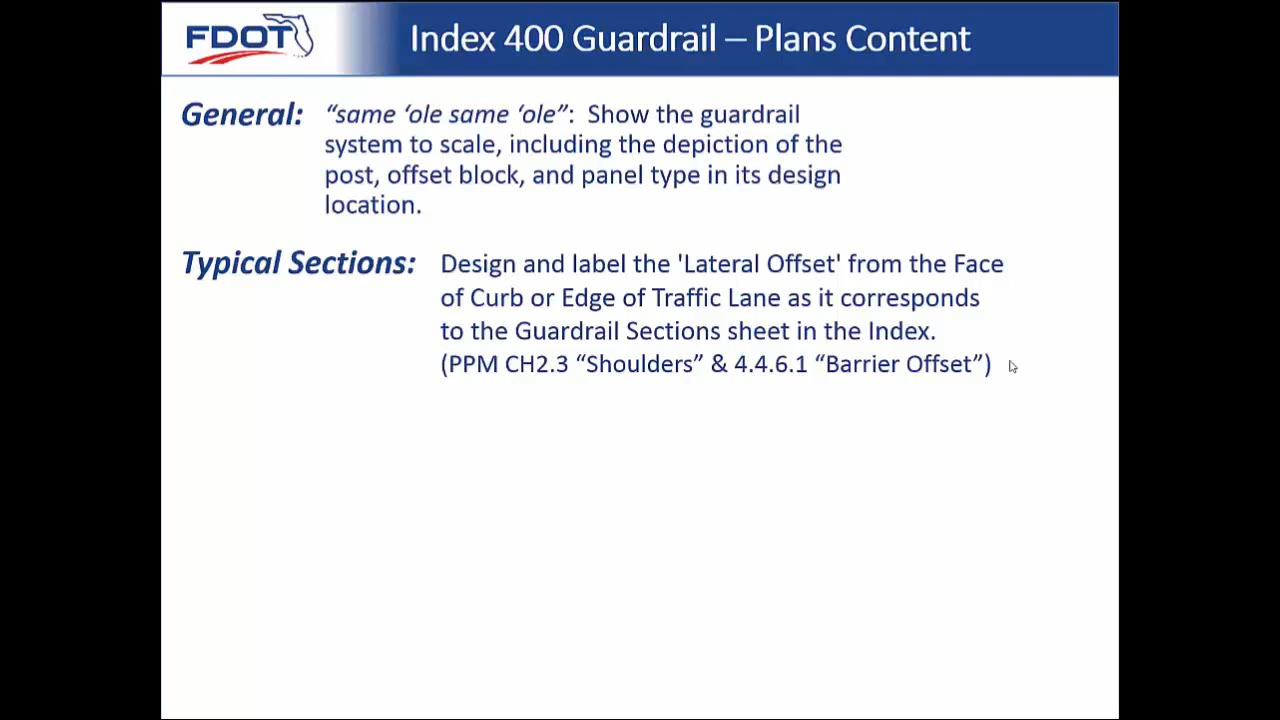 FDOT
Index 400 Guardrail – Plans Content
General: “same ‘ole same ‘ole”: Show the guardrail
system to scale, including the depiction of the
post, offset block, and panel type in its design
location.
Typical Sections: Design and label the 'Lateral Offset' from the Face
of Curb or Edge of Traffic Lane as it corresponds
to the Guardrail Sections sheet in the Index.
(PPM CH2.3 “Shoulders” & 4.4.6.1 “Barrier Offset”)